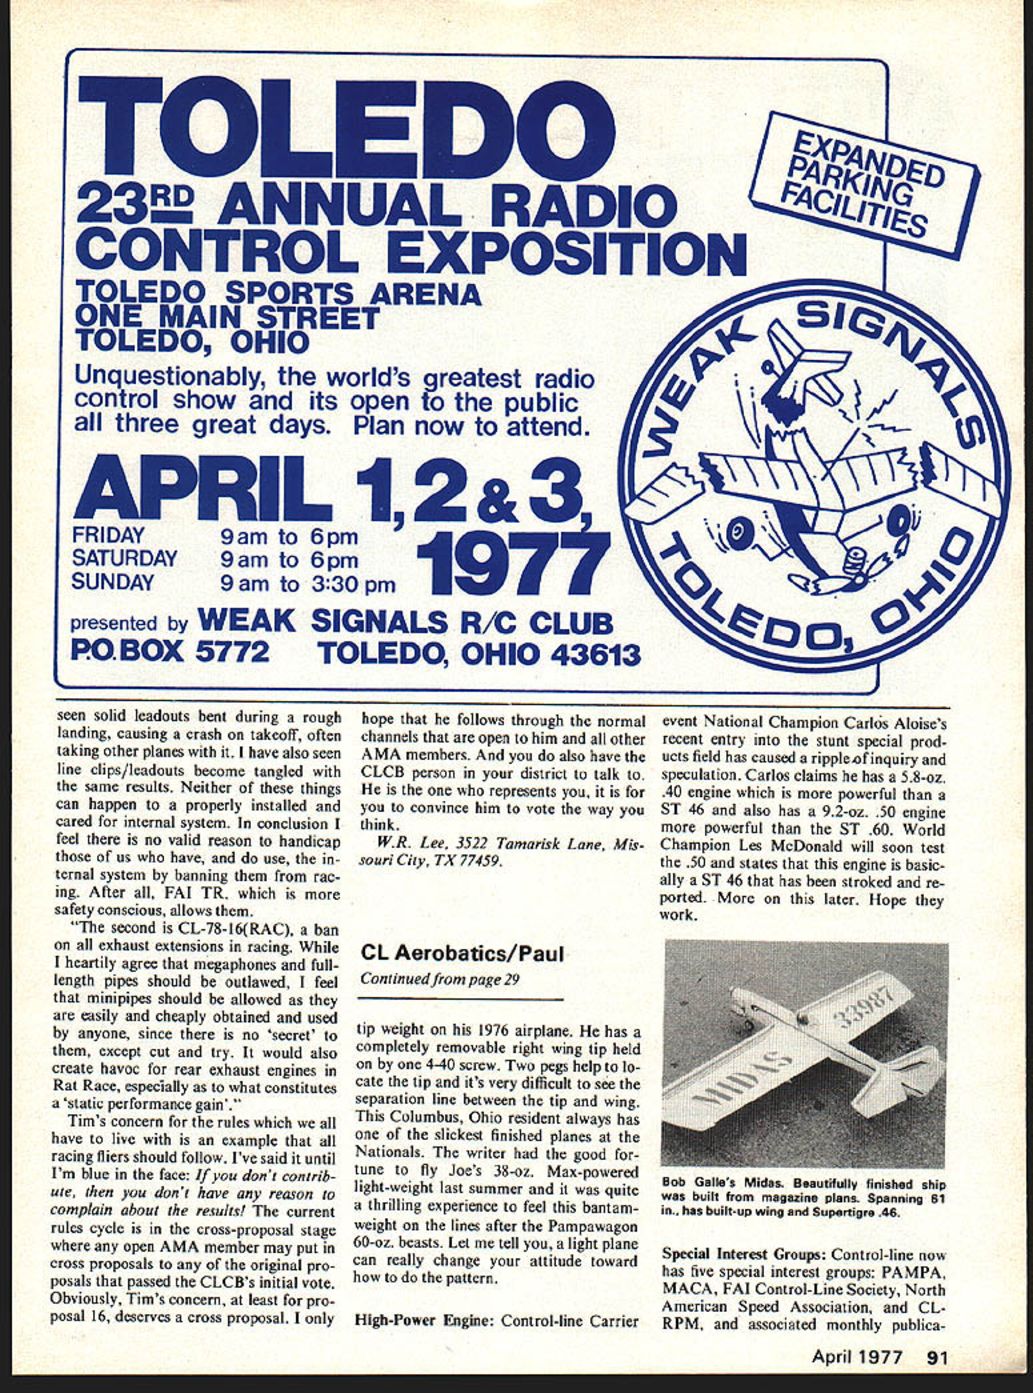 TOLEDO
23RD ANNUAL RADIO
CONTROL EXPOSITION
TOLEDO SPORTS ARENA
ONE MAIN STREET
TOLEDO, OHIO
EXPANDED
PARKING
FACILITIES
Unquestionably, the world's greatest radio
control show and its open to the public
all three great days. Plan now to attend.
APRIL 1, 2 & 3,
1977
FRIDAY 9 am to 6 pm
SATURDAY 9 am to 6 pm
SUNDAY 9 am to 3:30 pm
presented by WEAK SIGNALS R/C CLUB
P.O. BOX 5772 TOLEDO, OHIO 43613
WEAK SIGNALS
TOLEDO, OHIO
seen solid leadouts bent during a rough
landing, causing a crash on takeoff, often
taking other planes with it. I have also seen
line clips/leadouts become tangled with
the same results. Neither of these things
can happen to a properly installed and
cared for internal system. In conclusion I
feel there is no valid reason to handicap
those of us who have, and do use, the in-
ternal system by banning them from rac-
ing. After all, FAI TR, which is more
safety conscious, allows them.
"The second is CL-78-16(RAC), a ban
on all exhaust extensions in racing. While
I heartily agree that megaphones and full-
length pipes should be outlawed, I feel
that minipipes should be allowed as they
are easily and cheaply obtained and used
by anyone, since there is no 'secret' to
them, except cut and try. It would also
create havoc for rear exhaust engines in
Rat Race, especially as to what constitutes
a 'static performance gain'."
Tim's concern for the rules which we all
have to live with is an example that all
racing fliers should follow. I've said it until
I'm blue in the face: If you don't contrib-
ute, then you don't have any reason to
complain about the results! The current
rules cycle is in the cross-proposal stage
where any open AMA member may put in
cross proposals to any of the original pro-
posals that passed the CLCB's initial vote.
Obviously, Tim's concern, at least for pro-
posal 16, deserves a cross proposal. I only
hope that he follows through the normal
channels that are open to him and all other
AMA members. And you do also have the
CLCB person in your district to talk to.
He is the one who represents you, it is for
you to convince him to vote the way you
think.
W.R. Lee, 3522 Tamarisk Lane, Mis-
souri City, TX 77459.
CL Aerobatics/Paul
Continued from page 29
tip weight on his 1976 airplane. He has a
completely removable right wing tip held
on by one 4-40 screw. Two pegs help to lo-
cate the tip and it's very difficult to see the
separation line between the tip and wing.
This Columbus, Ohio resident always has
one of the slickest finished planes at the
Nationals. The writer had the good for-
tune to fly Joe's 38-oz. Max-powered
light-weight last summer and it was quite
a thrilling experience to feel this bantam-
weight on the lines after the Pampawagon
60-oz. beasts. Let me tell you, a light plane
can really change your attitude toward
how to do the pattern.
High-Power Engine: Control-line Carrier
event National Champion Carlos Aloise's
recent entry into the stunt special prod-
ucts field has caused a ripple of inquiry and
speculation. Carlos claims he has a 5.8-oz.
.40 engine which is more powerful than a
ST 46 and also has a 9.2-oz. .50 engine
more powerful than the ST .60. World
Champion Les McDonald will soon test
the .50 and states that this engine is basic-
ally a ST 46 that has been stroked and re-
ported. More on this later. Hope they
work.
33987
MIDAS
Bob Galle's Midas. Beautifully finished ship
was built from magazine plans. Spanning 61
in., has built-up wing and Supertigre .46.
Special Interest Groups: Control-line now
has five special interest groups: PAMPA,
MACA, FAI Control-Line Society, North
American Speed Association, and CL-
RPM, and associated monthly publica-
April 1977 91